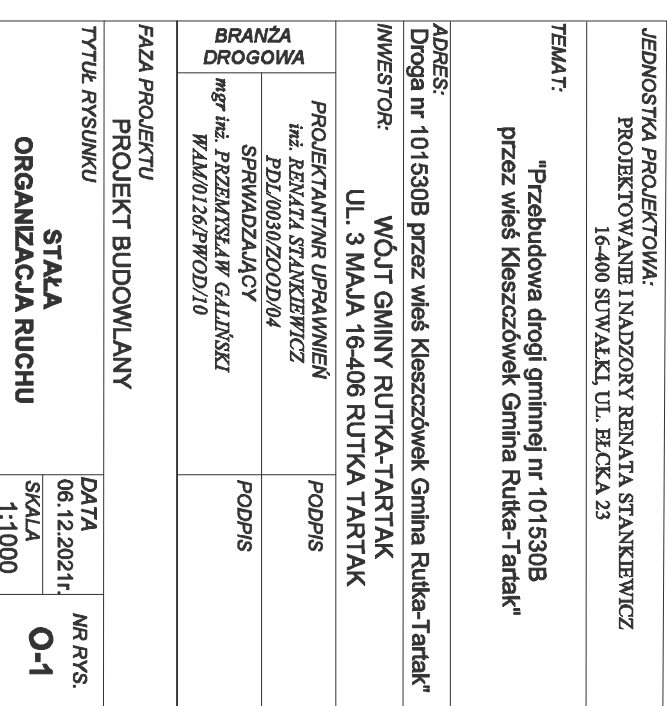 JEDNOSTKA PROJEKTOWA:
PROJEKTOWANIE I NADZORY RENATA STANKIEWICZ
16-400 SUWAŁKI, UL. EŁCKA 23
TEMAT:
"Przebudowa drogi gminnej nr 101530B
przez wieś Kleszczówek Gmina Rutka-Tartak"
ADRES:
Droga nr 101530B przez wieś Kleszczówek Gmina Rutka-Tartak"
INWESTOR:
WÓJT GMINY RUTKA-TARTAK
UL. 3 MAJA 16-406 RUTKA TARTAK
BRANŻA
DROGOWA
PROJEKTANT/NR UPRAWNIEŃ
inż. RENATA STANKIEWICZ
PDL/0030/ZOOD/04
PODPIS
SPRWADZAJĄCY
mgr inż. PRZEMYSŁAW GALIŃSKI
WAM/0126/PWOD/10
PODPIS
FAZA PROJEKTU
PROJEKT BUDOWLANY
TYTUŁ RYSUNKU
STAŁA
ORGANIZACJA RUCHU
DATA
06.12.2021r.
SKALA
1:1000
NR RYS.
O-1